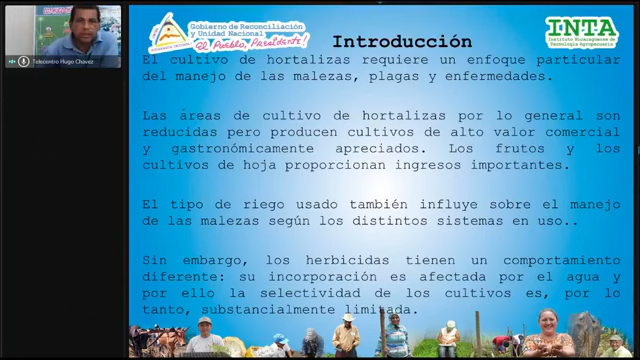 Gobierno de Reconciliación
y Unidad Nacional
El Pueblo, Presidente!
INTA
Instituto Nicaragüense de
Tecnología Agropecuaria
Introducción
El cultivo de hortalizas requiere un enfoque particular
del manejo de las malezas, plagas y enfermedades.
Las áreas de cultivo de hortalizas por lo general son
reducidas pero producen cultivos de alto valor comercial
y gastronómicamente apreciados. Los frutos y los
cultivos de hoja proporcionan ingresos importantes.
El tipo de riego usado también influye sobre el manejo
de las malezas según los distintos sistemas en uso..
Sin embargo, los herbicidas tienen un comportamiento
diferente: su incorporación es afectada por el agua y
por ello la selectividad de los cultivos es, por lo
tanto, substancialmente limitada.
Telecentro Hugo Chavez